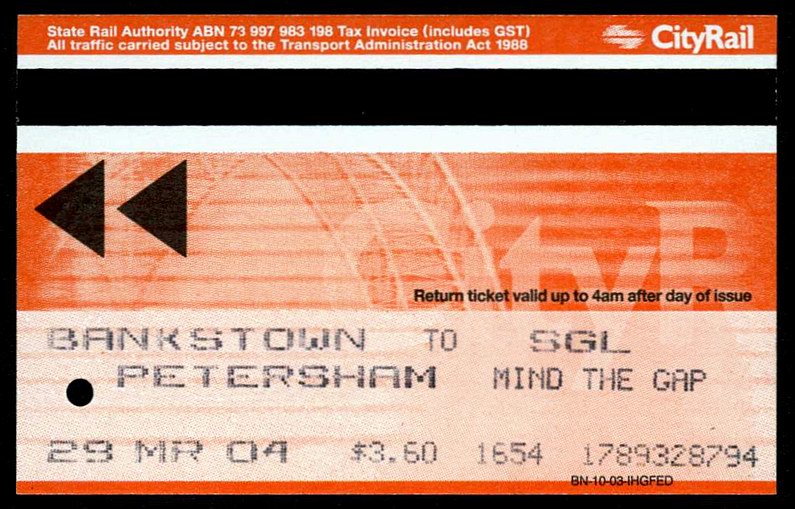 State Rail Authority ABN 73 997 983 198 Tax Invoice (includes GST)
All traffic carried subject to the Transport Administration Act 1988
CityRail
CityR
Return ticket valid up to 4am after day of issue
BANKSTOWN TO SGL
PETERSHAM MIND THE GAP
29 MR 04 $3.60 1654 1789328794
BN-10-03-IHGFED